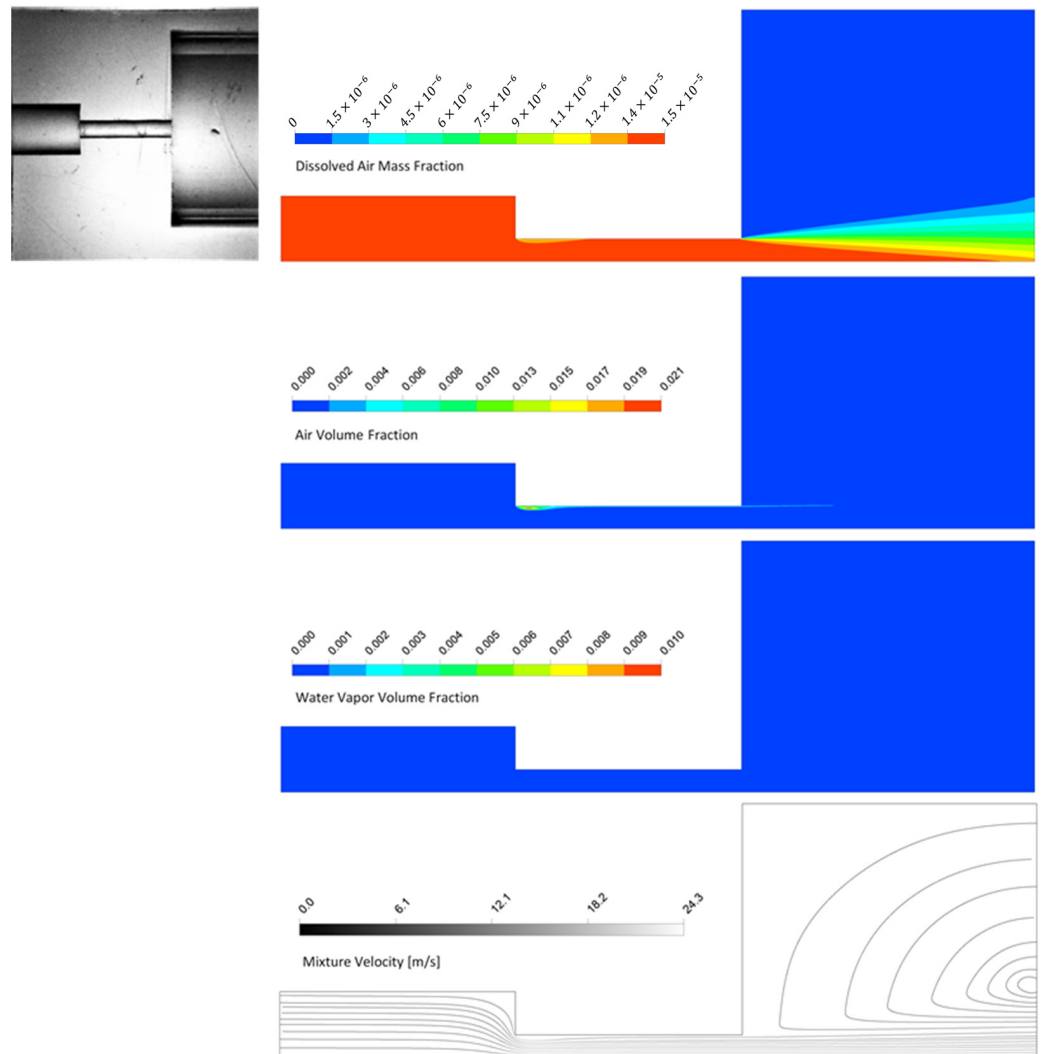 0 1.5 × 10⁻⁶ 3 × 10⁻⁶ 4.5 × 10⁻⁶ 6 × 10⁻⁶ 7.5 × 10⁻⁶ 9 × 10⁻⁶ 1.1 × 10⁻⁶ 1.2 × 10⁻⁶ 1.4 × 10⁻⁵ 1.5 × 10⁻⁵
Dissolved Air Mass Fraction
0.000 0.002 0.004 0.006 0.008 0.010 0.013 0.015 0.017 0.019 0.021
Air Volume Fraction
0.000 0.001 0.002 0.003 0.004 0.005 0.006 0.007 0.008 0.009 0.010
Water Vapor Volume Fraction
0.0 6.1 12.1 18.2 24.3
Mixture Velocity [m/s]